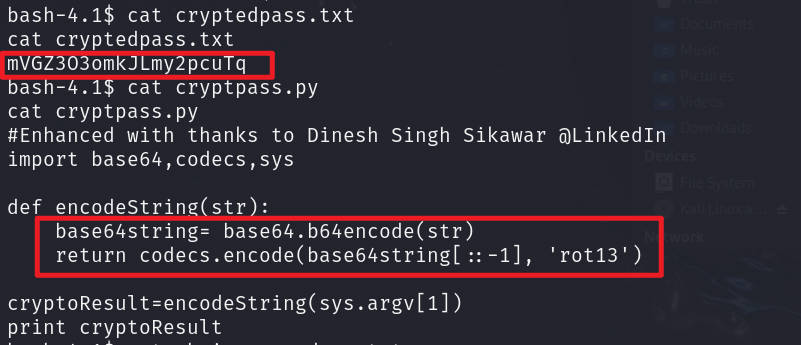 bash-4.1$ cat cryptedpass.txt
cat cryptedpass.txt
mVGZ3O3omkJLmy2pcuTq
bash-4.1$ cat cryptpass.py
cat cryptpass.py
#Enhanced with thanks to Dinesh Singh Sikawar @LinkedIn
import base64,codecs,sys
def encodeString(str):
    base64string= base64.b64encode(str)
    return codecs.encode(base64string[::-1], 'rot13')
cryptoResult=encodeString(sys.argv[1])
print cryptoResult
Documents
Music
Pictures
Videos
Downloads
Devices
File System
Network